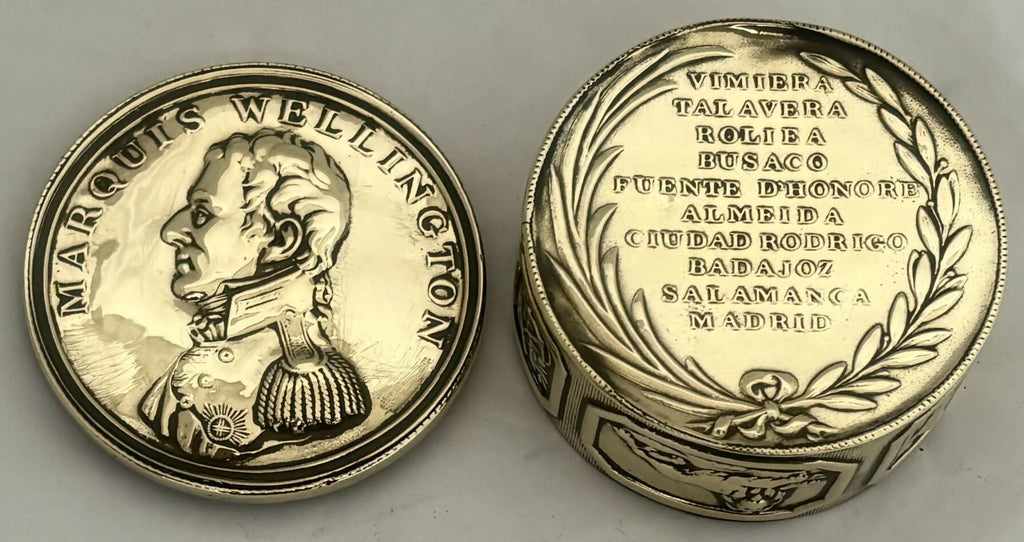 MARQUIS WELLINGTON
VIMIERA
TALAVERA
ROLIEA
BUSACO
FUENTE D'HONORE
ALMEIDA
CIUDAD RODRIGO
BADAJOZ
SALAMANCA
MADRID